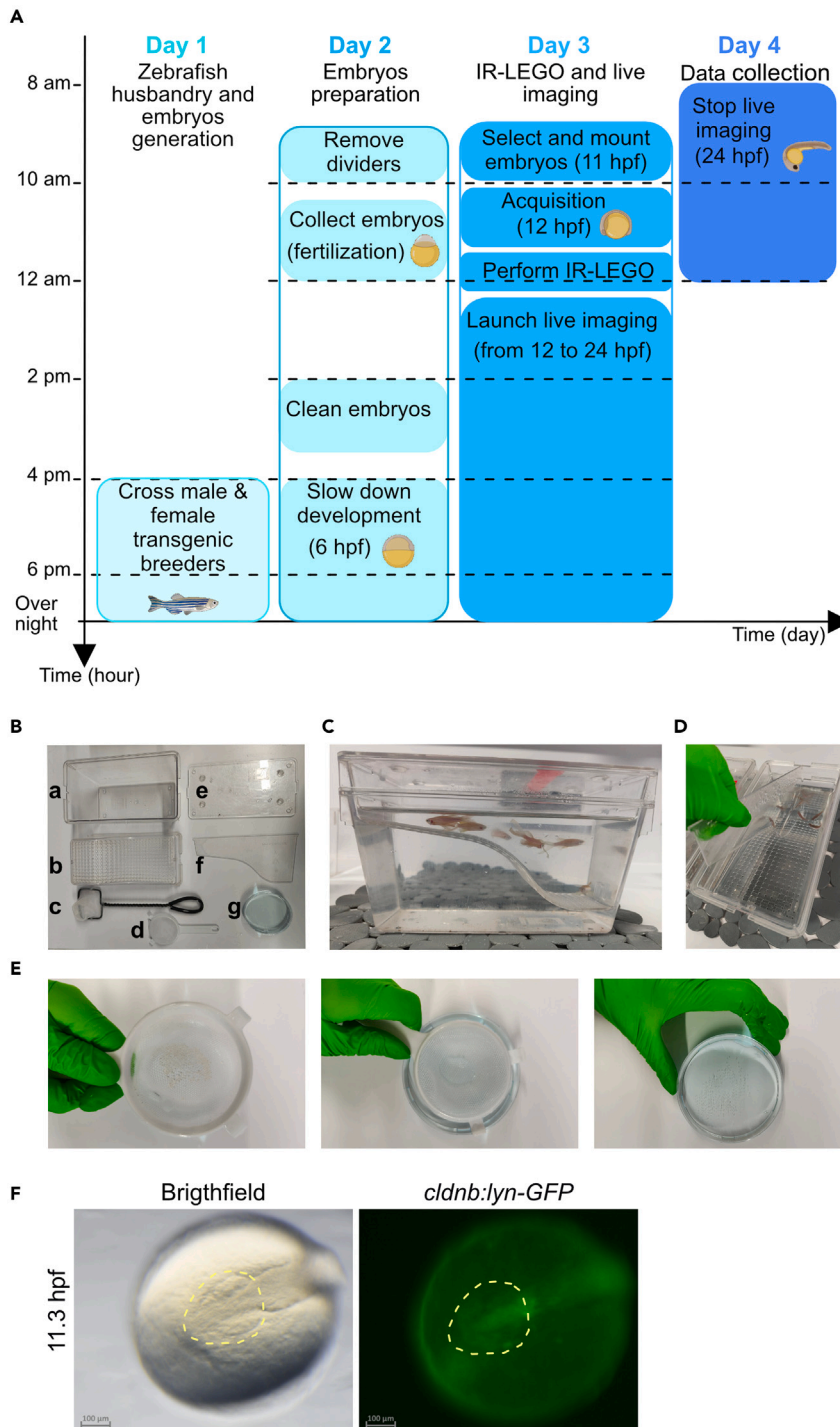 A
Day 1
Zebrafish
husbandry and
embryos
generation
Day 2
Embryos
preparation
Day 3
IR-LEGO and live
imaging
Day 4
Data collection
8 am
10 am
12 am
2 pm
4 pm
6 pm
Over
night
Time (hour)
Time (day)
Cross male &
female
transgenic
breeders
Remove
dividers
Collect embryos
(fertilization)
Clean embryos
Slow down
development
(6 hpf)
Select and mount
embryos (11 hpf)
Acquisition
(12 hpf)
Perform IR-LEGO
Launch live imaging
(from 12 to 24 hpf)
Stop live
imaging
(24 hpf)
B
a
b
c
d
e
f
g
C
D
E
F
Brigthfield
cldnb:lyn-GFP
11.3 hpf
100 µm
100 µm